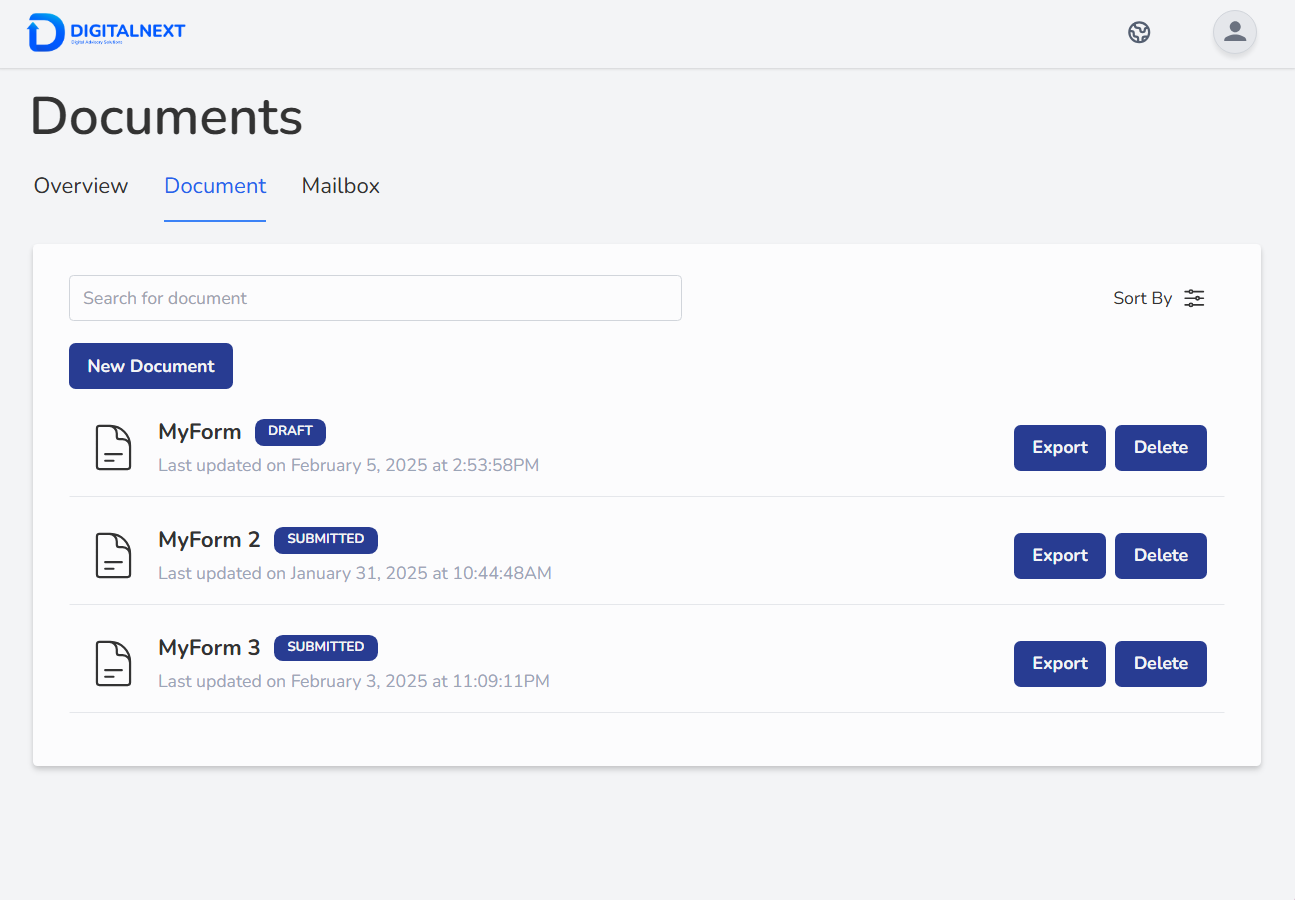 DIGITALNEXT
Digital Advisory Solutions
Documents
Overview Document Mailbox
Search for document
Sort By
New Document
MyForm DRAFT
Last updated on February 5, 2025 at 2:53:58PM
Export Delete
MyForm 2 SUBMITTED
Last updated on January 31, 2025 at 10:44:48AM
Export Delete
MyForm 3 SUBMITTED
Last updated on February 3, 2025 at 11:09:11PM
Export Delete